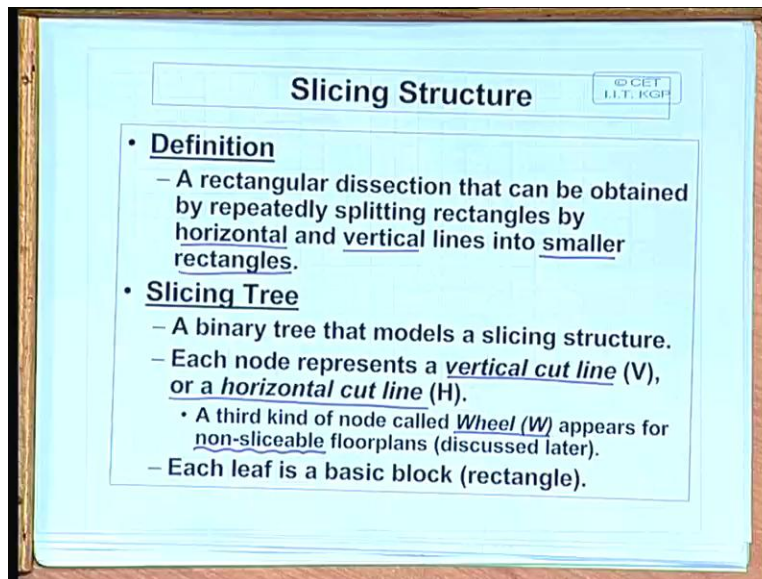 Slicing Structure
© CET
I.I.T. KGP
• Definition
– A rectangular dissection that can be obtained
by repeatedly splitting rectangles by
horizontal and vertical lines into smaller
rectangles.
• Slicing Tree
– A binary tree that models a slicing structure.
– Each node represents a vertical cut line (V),
or a horizontal cut line (H).
• A third kind of node called Wheel (W) appears for
non-sliceable floorplans (discussed later).
– Each leaf is a basic block (rectangle).